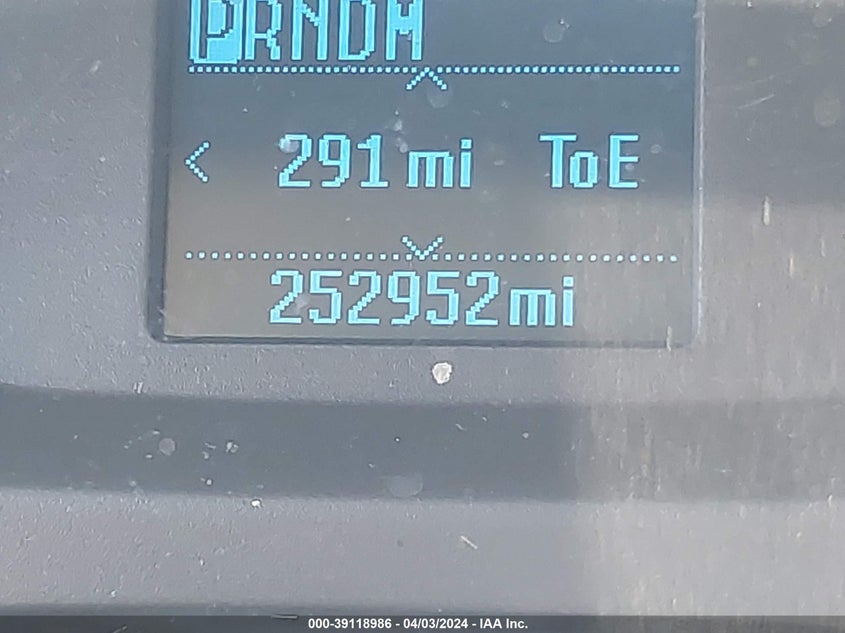 PRNDM
< 291 mi ToE
252952mi
000-39118986 - 04/03/2024 - IAA Inc.